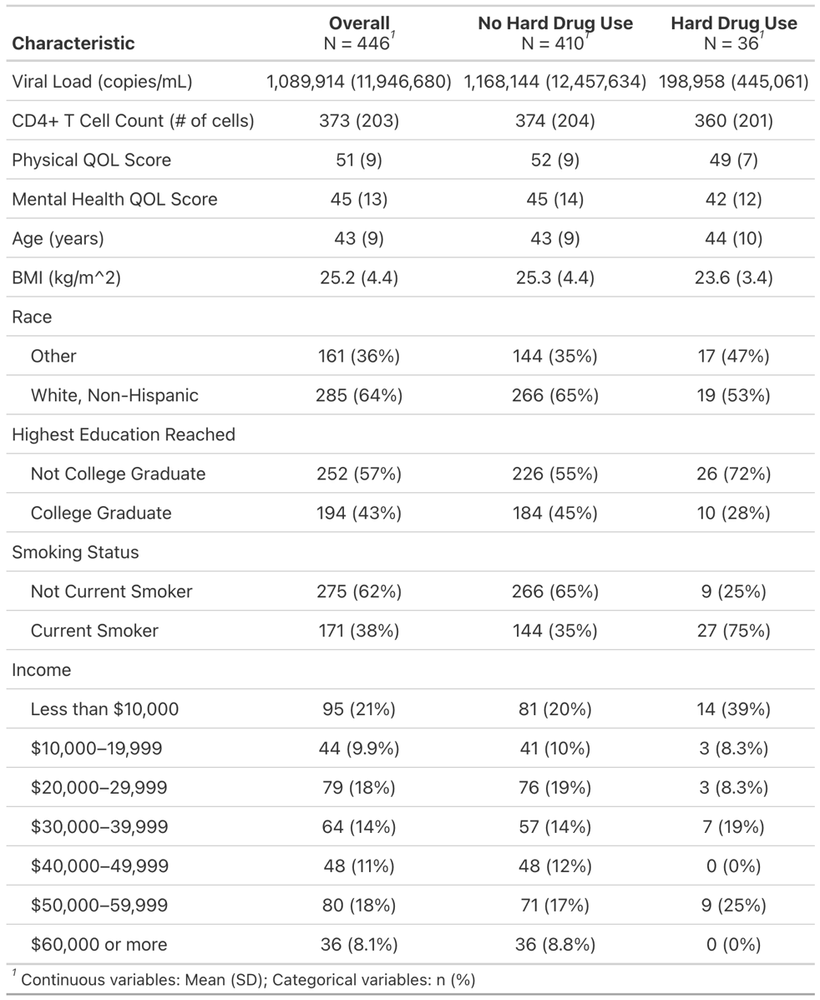 Characteristic Overall N = 446¹ No Hard Drug Use N = 410¹ Hard Drug Use N = 36¹
Viral Load (copies/mL) 1,089,914 (11,946,680) 1,168,144 (12,457,634) 198,958 (445,061)
CD4+ T Cell Count (# of cells) 373 (203) 374 (204) 360 (201)
Physical QOL Score 51 (9) 52 (9) 49 (7)
Mental Health QOL Score 45 (13) 45 (14) 42 (12)
Age (years) 43 (9) 43 (9) 44 (10)
BMI (kg/m^2) 25.2 (4.4) 25.3 (4.4) 23.6 (3.4)
Race
Other 161 (36%) 144 (35%) 17 (47%)
White, Non-Hispanic 285 (64%) 266 (65%) 19 (53%)
Highest Education Reached
Not College Graduate 252 (57%) 226 (55%) 26 (72%)
College Graduate 194 (43%) 184 (45%) 10 (28%)
Smoking Status
Not Current Smoker 275 (62%) 266 (65%) 9 (25%)
Current Smoker 171 (38%) 144 (35%) 27 (75%)
Income
Less than $10,000 95 (21%) 81 (20%) 14 (39%)
$10,000–19,999 44 (9.9%) 41 (10%) 3 (8.3%)
$20,000–29,999 79 (18%) 76 (19%) 3 (8.3%)
$30,000–39,999 64 (14%) 57 (14%) 7 (19%)
$40,000–49,999 48 (11%) 48 (12%) 0 (0%)
$50,000–59,999 80 (18%) 71 (17%) 9 (25%)
$60,000 or more 36 (8.1%) 36 (8.8%) 0 (0%)
¹ Continuous variables: Mean (SD); Categorical variables: n (%)